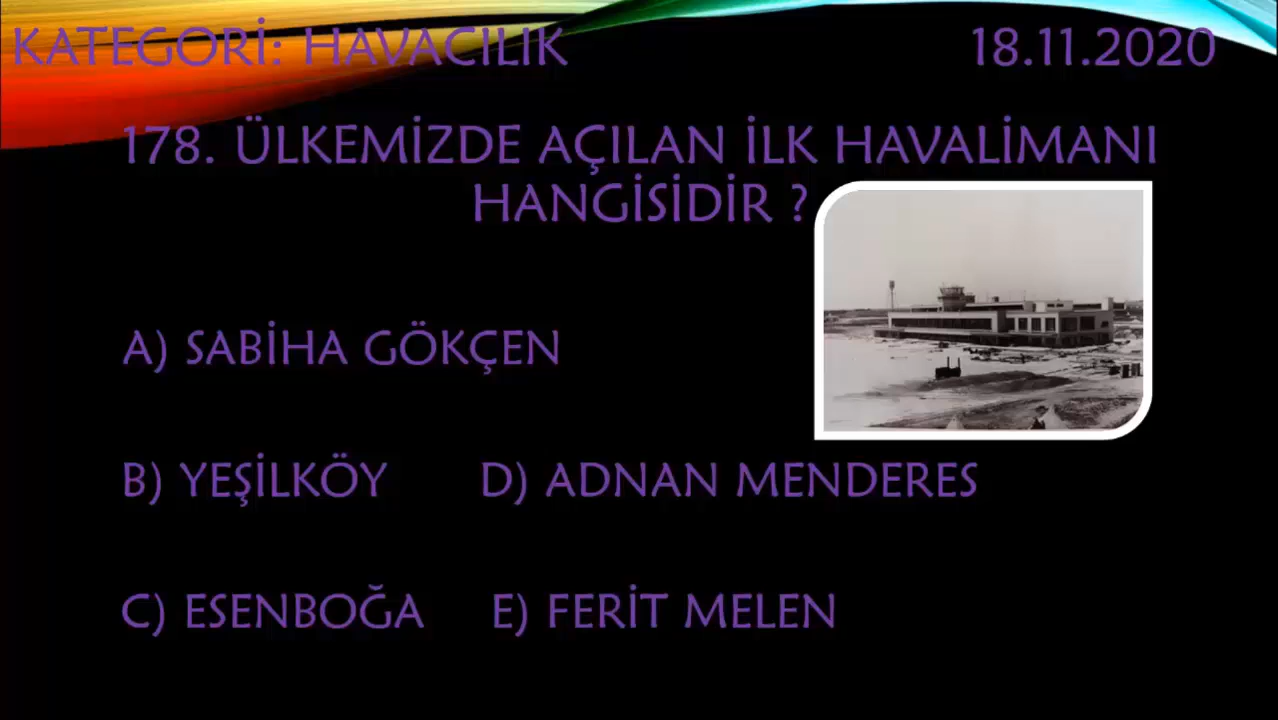 KATEGORİ: HAVACILIK 18.11.2020
178. ÜLKEMİZDE AÇILAN İLK HAVALİMANI
HANGİSİDİR ?
A) SABİHA GÖKÇEN
B) YEŞİLKÖY D) ADNAN MENDERES
C) ESENBOĞA E) FERİT MELEN